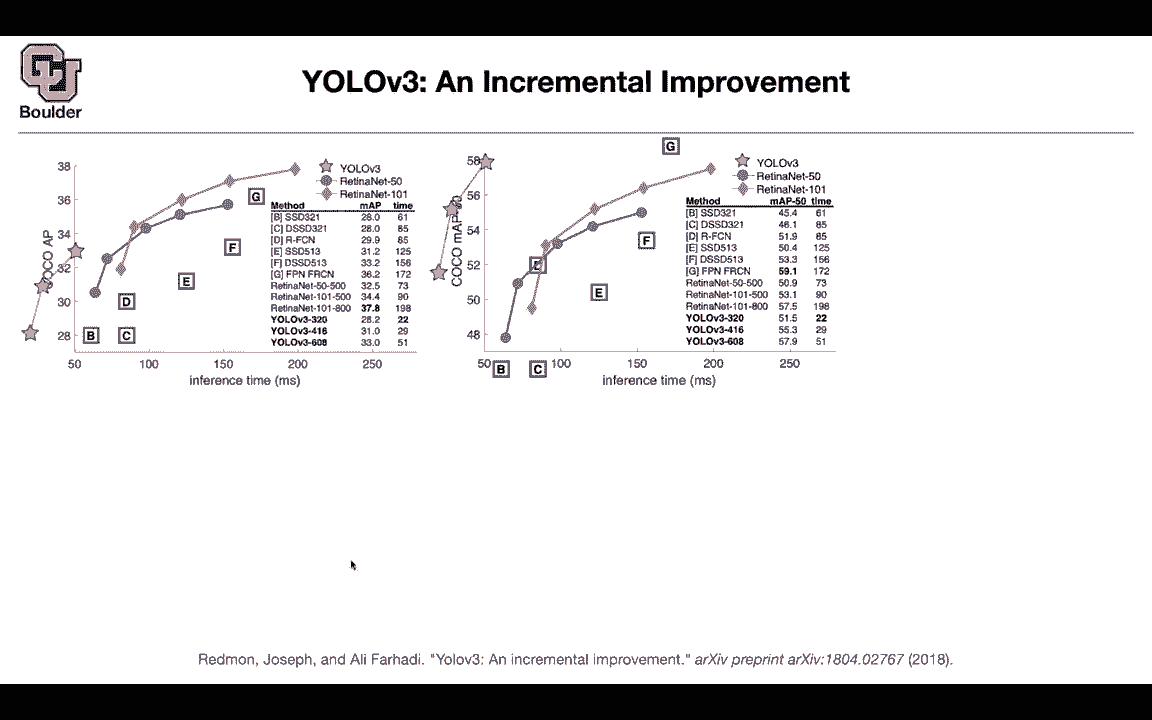 CU
Boulder
YOLOv3: An Incremental Improvement
COCO AP
38
36
34
32
30
28
50
100
150
200
250
inference time (ms)
B
C
D
E
F
G
YOLOv3
RetinaNet-50
RetinaNet-101
Method mAP time
[B] SSD321 28.0 61
[C] DSSD321 28.0 85
[D] R-FCN 29.9 85
[E] SSD513 31.2 125
[F] DSSD513 33.2 156
[G] FPN FRCN 36.2 172
RetinaNet-50-500 32.5 73
RetinaNet-101-500 34.4 90
RetinaNet-101-800 37.8 198
YOLOv3-320 28.2 22
YOLOv3-416 31.0 29
YOLOv3-608 33.0 51
COCO mAP-50
58
56
54
52
50
48
50
100
150
200
250
inference time (ms)
B
C
D
E
F
G
YOLOv3
RetinaNet-50
RetinaNet-101
Method mAP-50 time
[B] SSD321 45.4 61
[C] DSSD321 46.1 85
[D] R-FCN 51.9 85
[E] SSD513 50.4 125
[F] DSSD513 53.3 156
[G] FPN FRCN 59.1 172
RetinaNet-50-500 50.9 73
RetinaNet-101-500 53.1 90
RetinaNet-101-800 57.5 198
YOLOv3-320 51.5 22
YOLOv3-416 55.3 29
YOLOv3-608 57.9 51
Redmon, Joseph, and Ali Farhadi. "Yolov3: An incremental improvement." arXiv preprint arXiv:1804.02767 (2018).